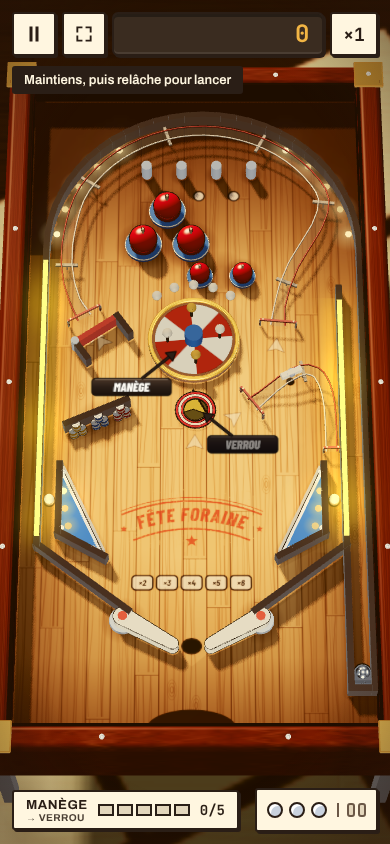 0
×1
Maintiens, puis relâche pour lancer
MANÈGE
VERROU
FÊTE FORAINE
×2 ×3 ×4 ×5 ×8
MANÈGE
→ VERROU
0/5